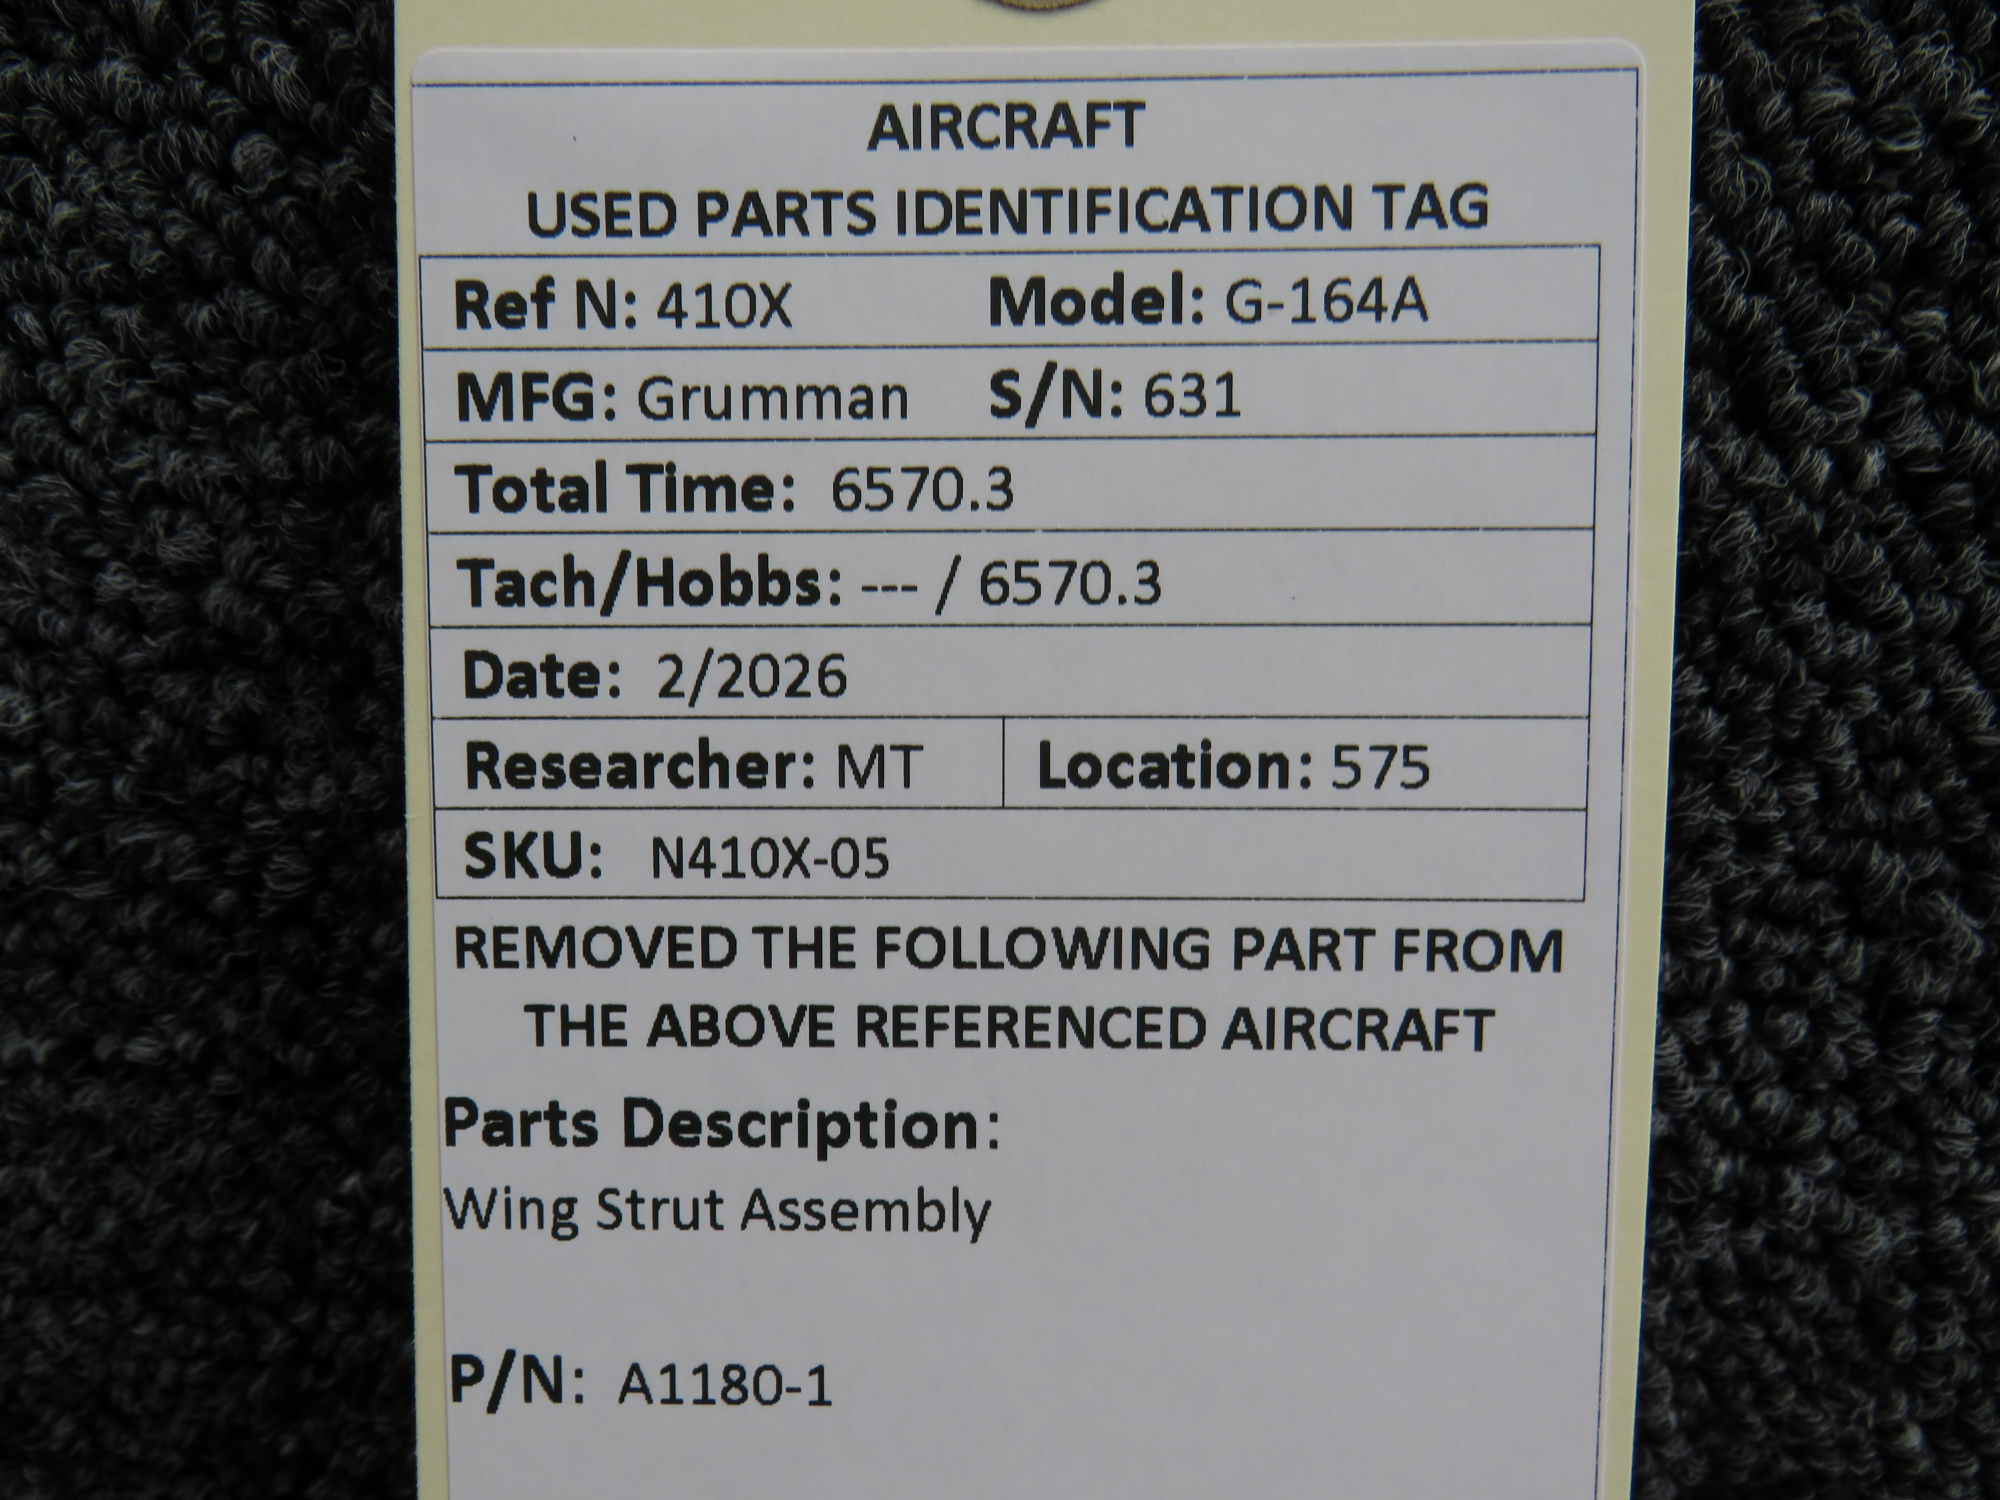 AIRCRAFT
USED PARTS IDENTIFICATION TAG
Ref N: 410X Model: G-164A
MFG: Grumman S/N: 631
Total Time: 6570.3
Tach/Hobbs: --- / 6570.3
Date: 2/2026
Researcher: MT Location: 575
SKU: N410X-05
REMOVED THE FOLLOWING PART FROM
THE ABOVE REFERENCED AIRCRAFT
Parts Description:
Wing Strut Assembly
P/N: A1180-1